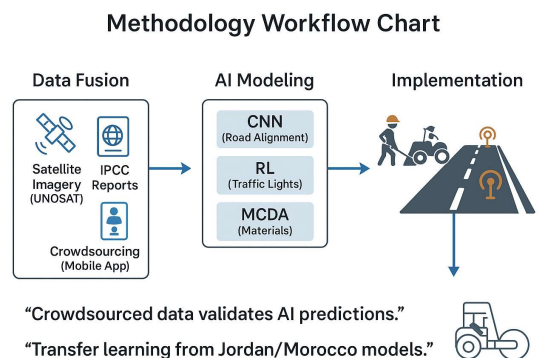 Methodology Workflow Chart
Data Fusion
Satellite
Imagery
(UNOSAT)
IPCC
Reports
Crowdsourcing
(Mobile App)
AI Modeling
CNN
(Road Alignment)
RL
(Traffic Lights)
MCDA
(Materials)
Implementation
“Crowdsourced data validates AI predictions.”
“Transfer learning from Jordan/Morocco models.”